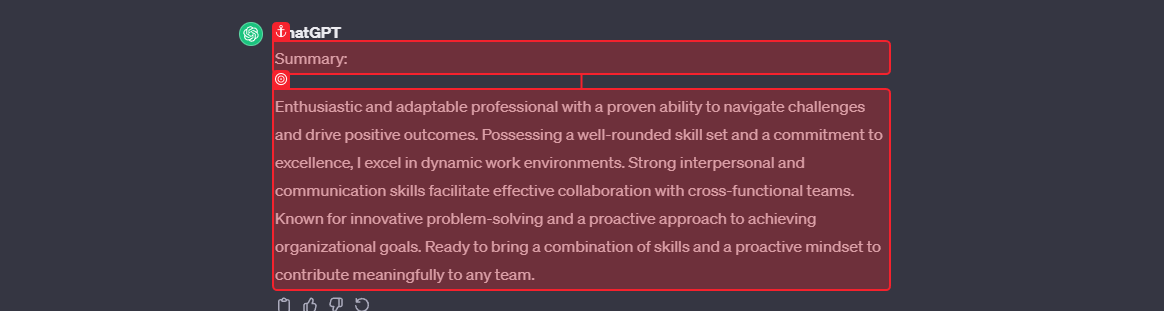 ChatGPT
Summary:
Enthusiastic and adaptable professional with a proven ability to navigate challenges
and drive positive outcomes. Possessing a well-rounded skill set and a commitment to
excellence, I excel in dynamic work environments. Strong interpersonal and
communication skills facilitate effective collaboration with cross-functional teams.
Known for innovative problem-solving and a proactive approach to achieving
organizational goals. Ready to bring a combination of skills and a proactive mindset to
contribute meaningfully to any team.